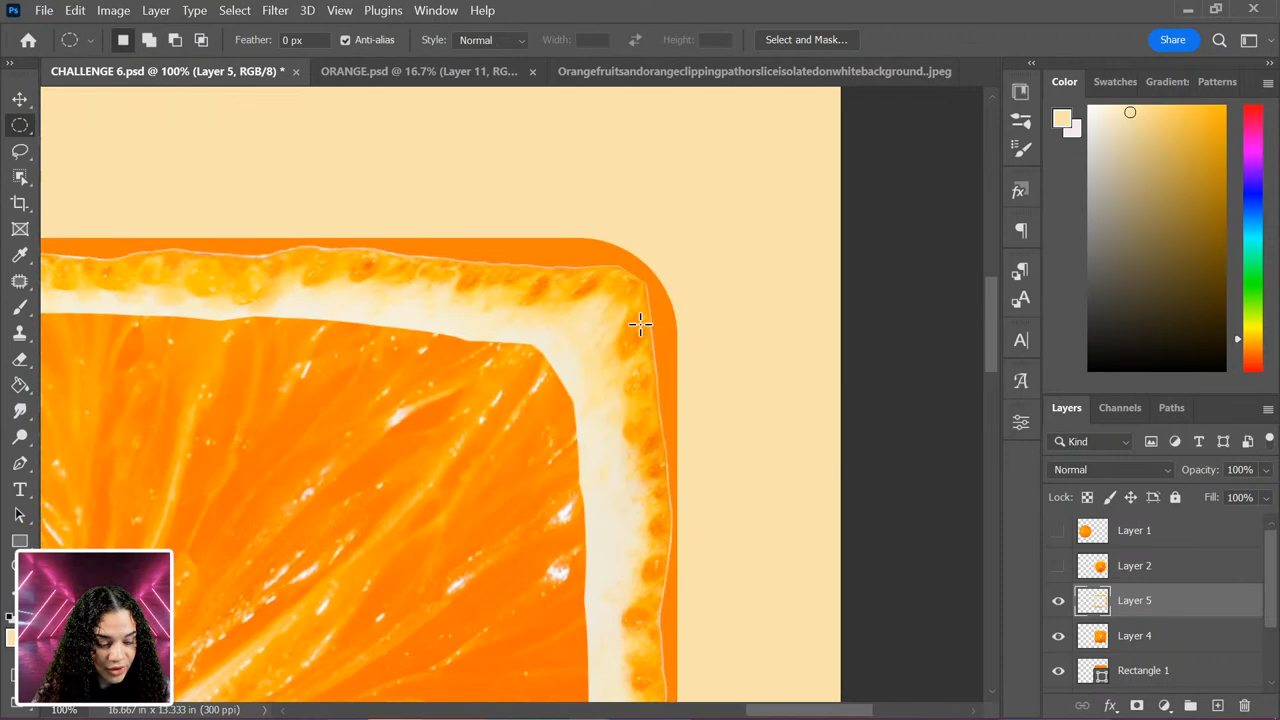 Ps File Edit Image Layer Type Select Filter 3D View Plugins Window Help
Feather: 0 px Anti-alias Style: Normal Width: Height: Select and Mask... Share
CHALLENGE 6.psd @ 100% (Layer 5, RGB/8) * × ORANGE.psd @ 16.7% (Layer 11, RG... × Orangefruitsandorangeclippingpathorsliceisolatedonwhitebackground..jpeg
Color Swatches Gradient: Patterns
Layers Channels Paths
Kind
Normal Opacity: 100%
Lock: Fill: 100%
Layer 1
Layer 2
Layer 5
Layer 4
Rectangle 1
100% 16.667 in x 13.333 in (300 ppi)